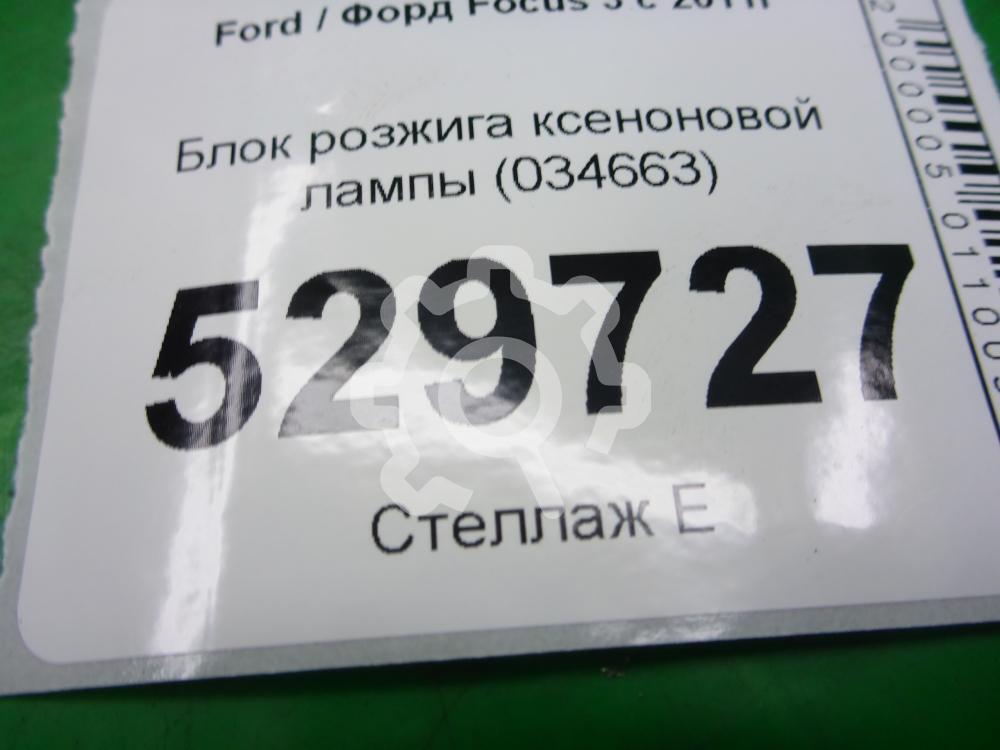 Ford / Форд Focus 3 с 2011г
Блок розжига ксеноновой
лампы (034663)
529727
Стеллаж Е